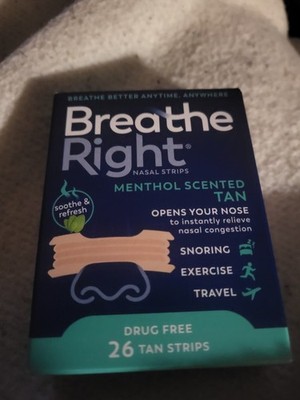 BREATHE BETTER ANYTIME, ANYWHERE
Breathe
Right®
NASAL STRIPS
MENTHOL SCENTED
TAN
soothe &
refresh
OPENS YOUR NOSE
to instantly relieve
nasal congestion
SNORING
EXERCISE
TRAVEL
DRUG FREE
26 TAN STRIPS